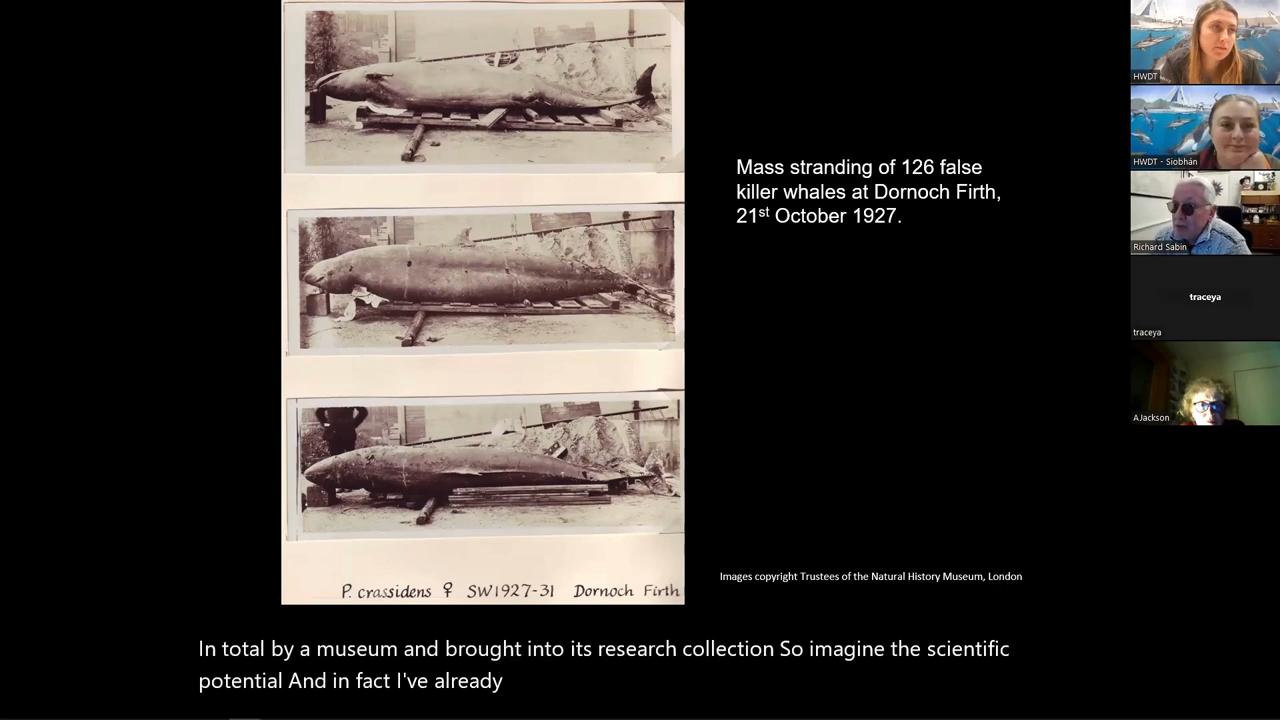 Mass stranding of 126 false
killer whales at Dornoch Firth,
21st October 1927.
Images copyright Trustees of the Natural History Museum, London
P. crassidens ♀ SW1927-31 Dornoch Firth
In total by a museum and brought into its research collection So imagine the scientific
potential And in fact I've already
HWDT
HWDT - Siobhán
Richard Sabin
traceya
traceya
A Jackson